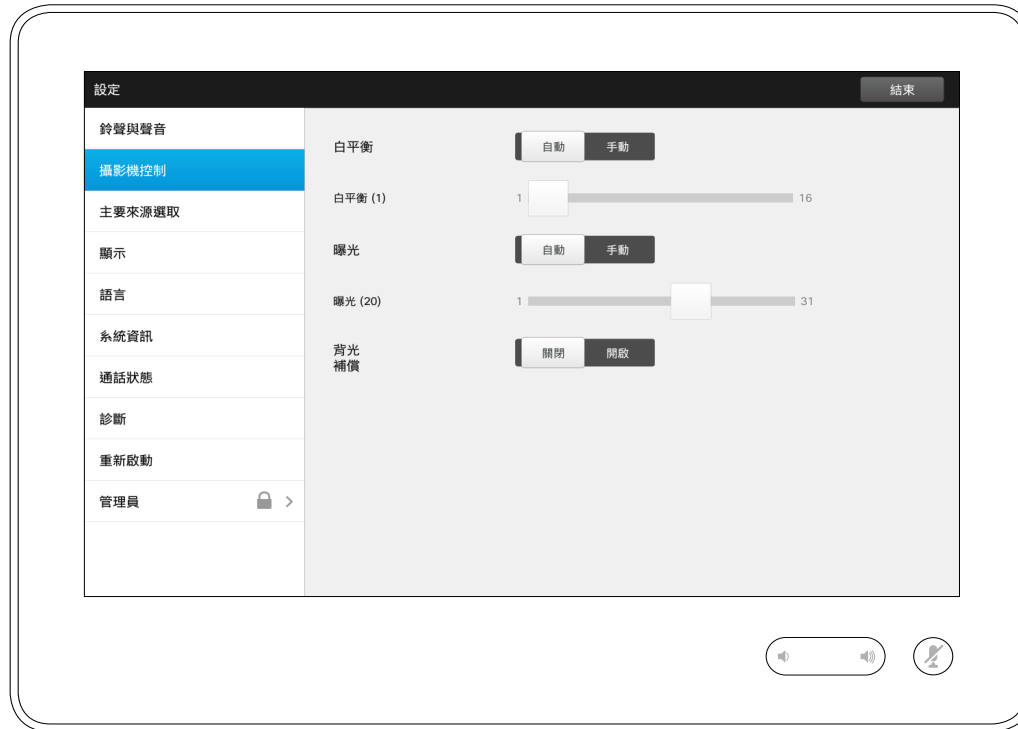 設定
結束
鈴聲與聲音
攝影機控制
主要來源選取
顯示
語言
系統資訊
通話狀態
診斷
重新啟動
管理員
白平衡
自動 手動
白平衡 (1)
1 16
曝光
自動 手動
曝光 (20)
1 31
背光
補償
關閉 開啟